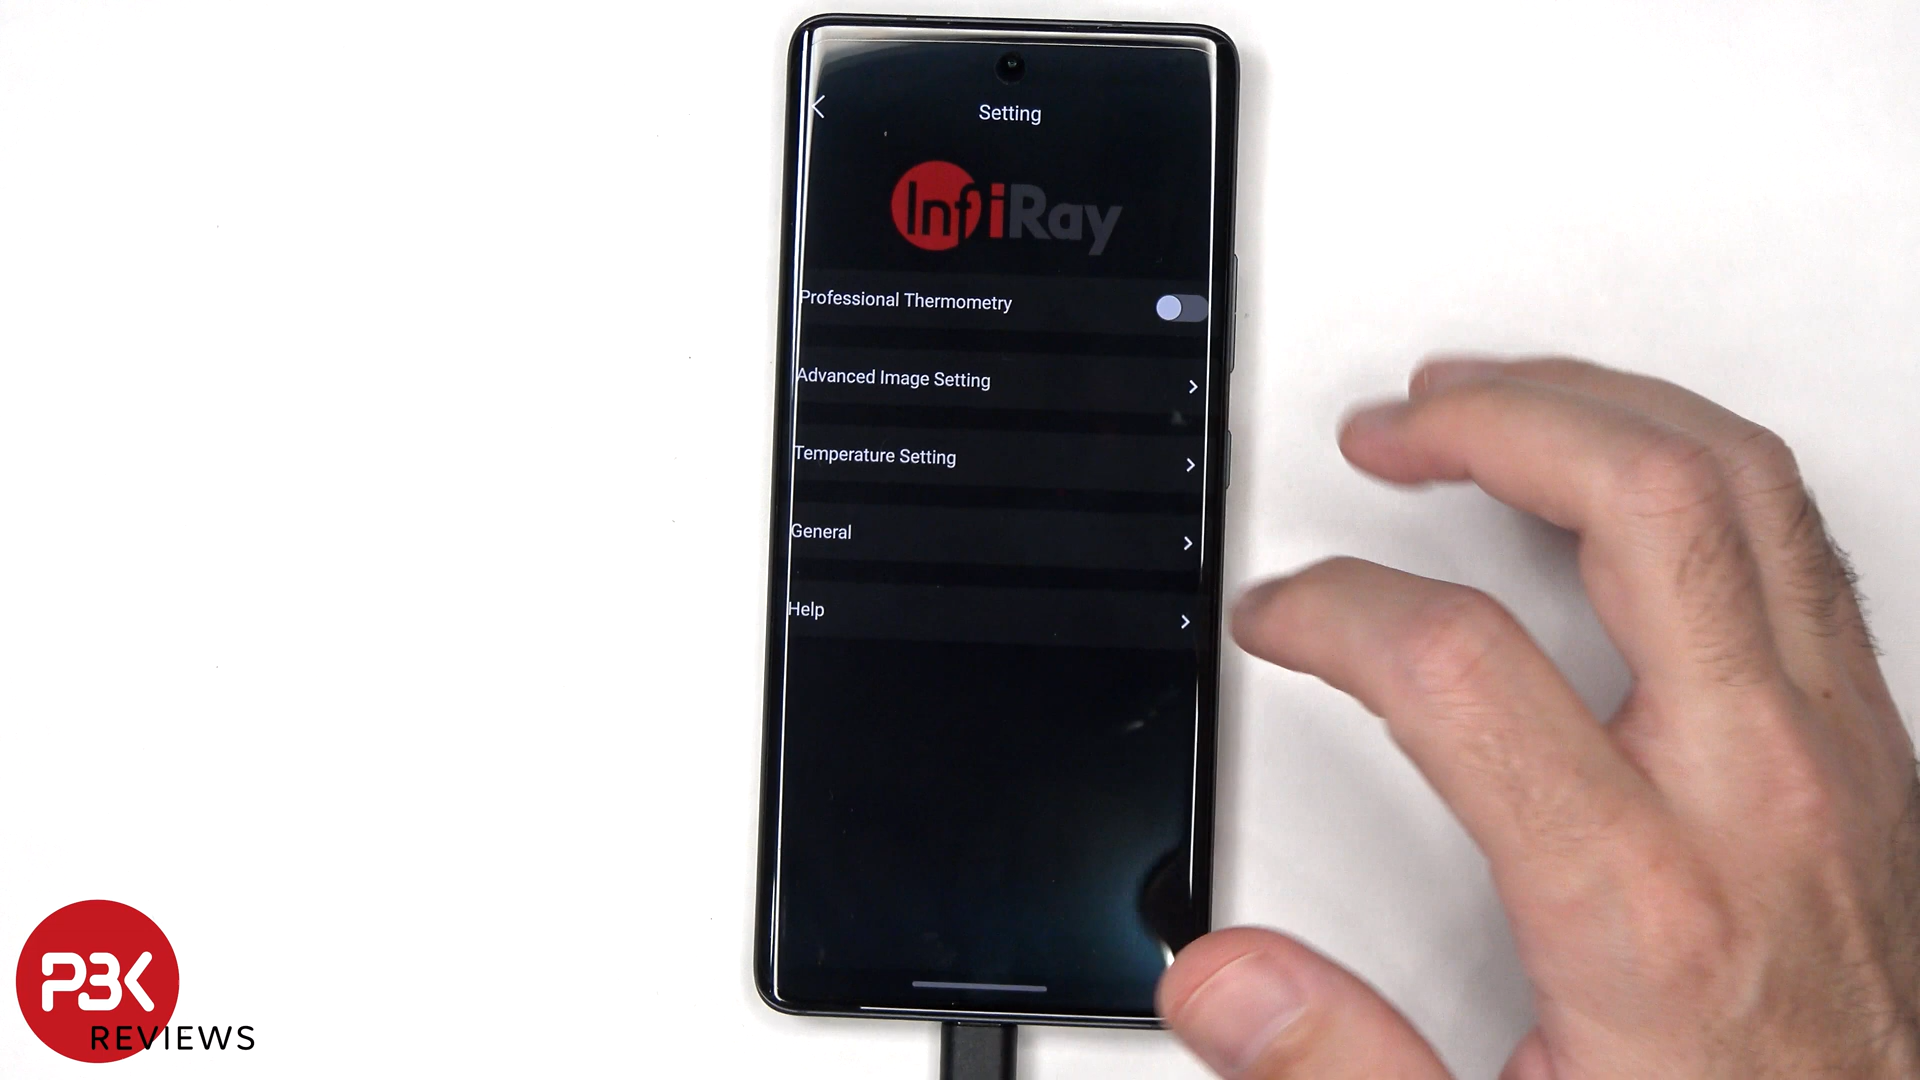 Setting
InfiRay
Professional Thermometry
Advanced Image Setting
Temperature Setting
General
Help
P3K
REVIEWS